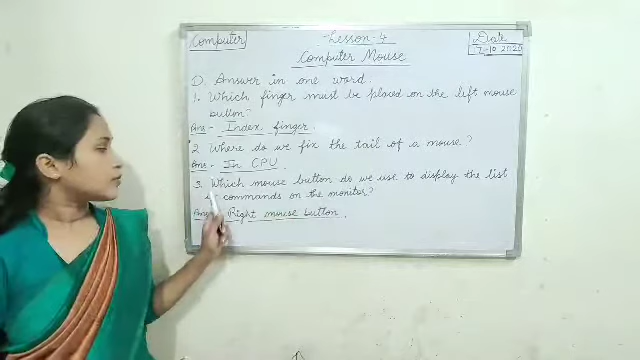 Computer
Lesson-4
Date
7-10-2020
Computer Mouse
D. Answer in one word.
1. Which finger must be placed on the left mouse
button?
Ans- Index finger.
2. Where do we fix the tail of a mouse?
Ans- In CPU.
3. Which mouse button do we use to display the list
commands on the monitor?
Ans Right mouse button.